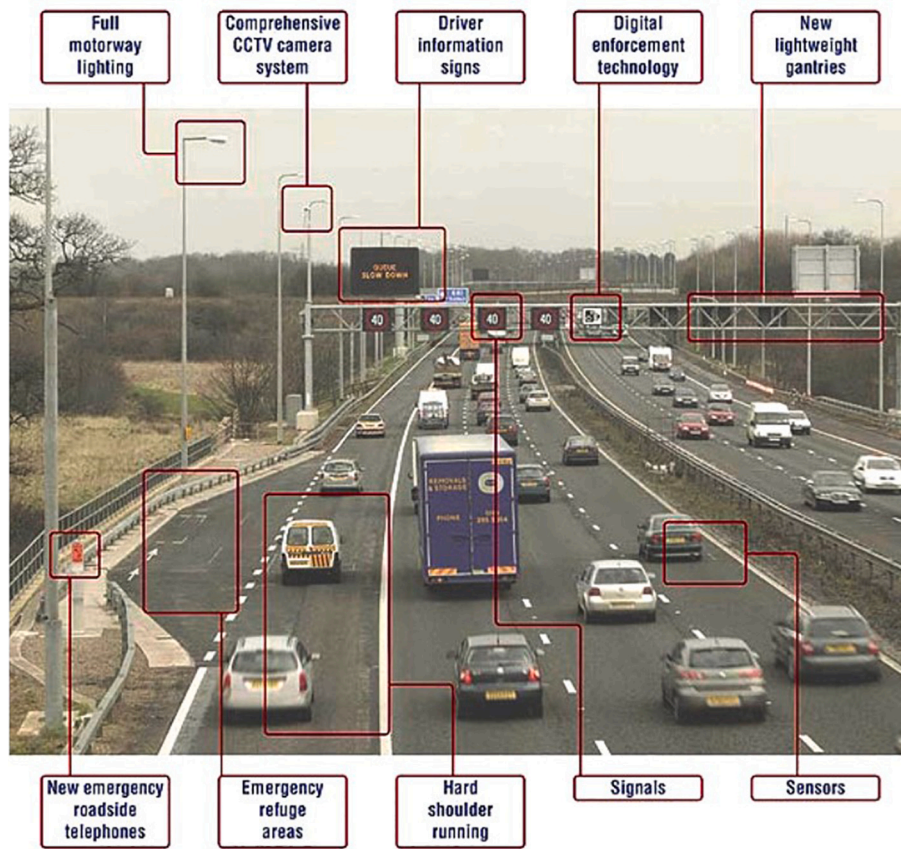 Full
motorway
lighting
Comprehensive
CCTV camera
system
Driver
information
signs
Digital
enforcement
technology
New
lightweight
gantries
QUEUE
SLOW DOWN
40
40
40
40
REMOVALS
& STORAGE
PHONE
New emergency
roadside
telephones
Emergency
refuge
areas
Hard
shoulder
running
Signals
Sensors